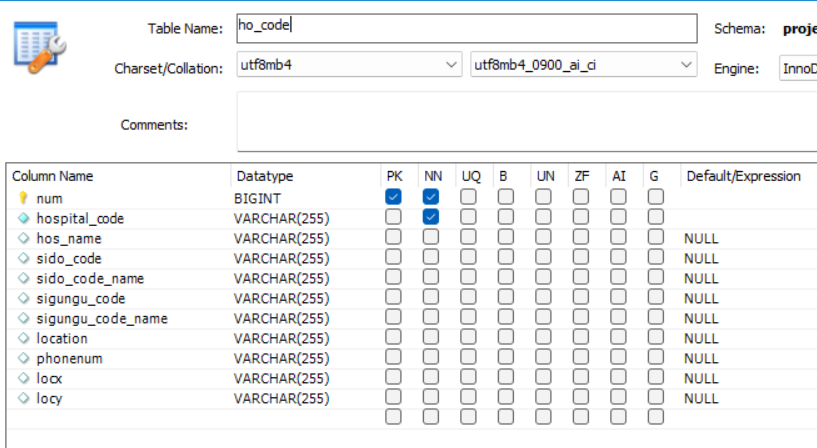 Table Name: ho_code Schema: proje
Charset/Collation: utf8mb4 utf8mb4_0900_ai_ci Engine: InnoD
Comments:
Column Name Datatype PK NN UQ B UN ZF AI G Default/Expression
num BIGINT
hospital_code VARCHAR(255)
hos_name VARCHAR(255) NULL
sido_code VARCHAR(255) NULL
sido_code_name VARCHAR(255) NULL
sigungu_code VARCHAR(255) NULL
sigungu_code_name VARCHAR(255) NULL
location VARCHAR(255) NULL
phonenum VARCHAR(255) NULL
locx VARCHAR(255) NULL
locy VARCHAR(255) NULL